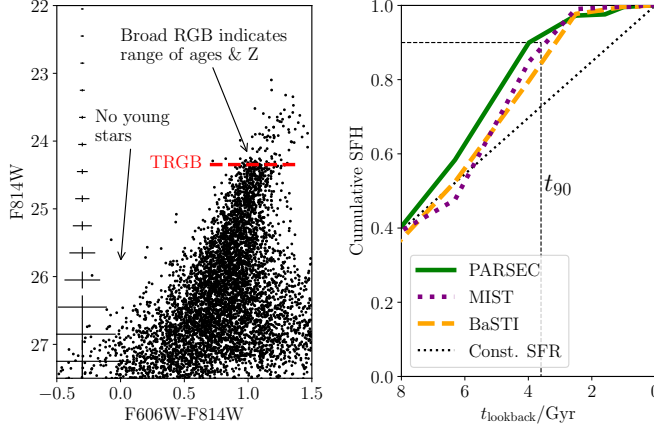 22
23
24
25
26
27
F814W
Broad RGB indicates
range of ages & Z
No young
stars
TRGB
−0.5 0.0 0.5 1.0 1.5
F606W-F814W
1.0
0.8
0.6
0.4
0.2
0.0
Cumulative SFH
t90
PARSEC
MIST
BaSTI
Const. SFR
8 6 4 2 0
tlookback/Gyr